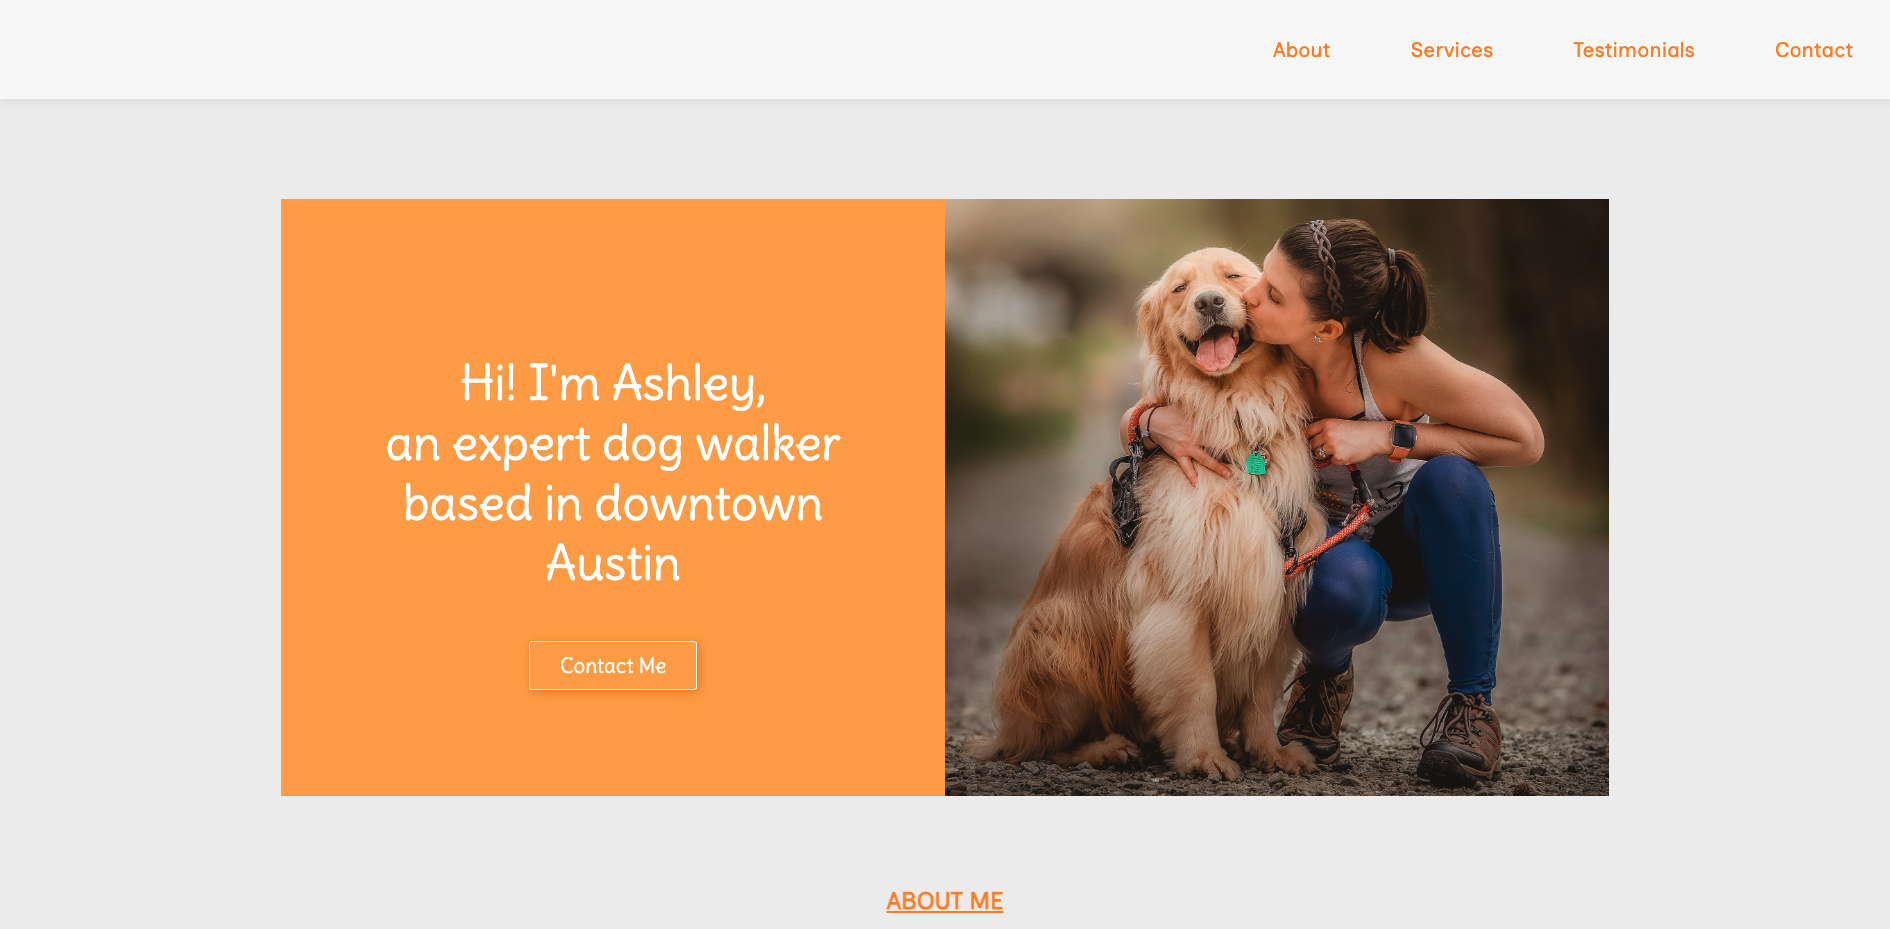 About Services Testimonials Contact
Hi! I'm Ashley,
an expert dog walker
based in downtown
Austin
Contact Me
ABOUT ME